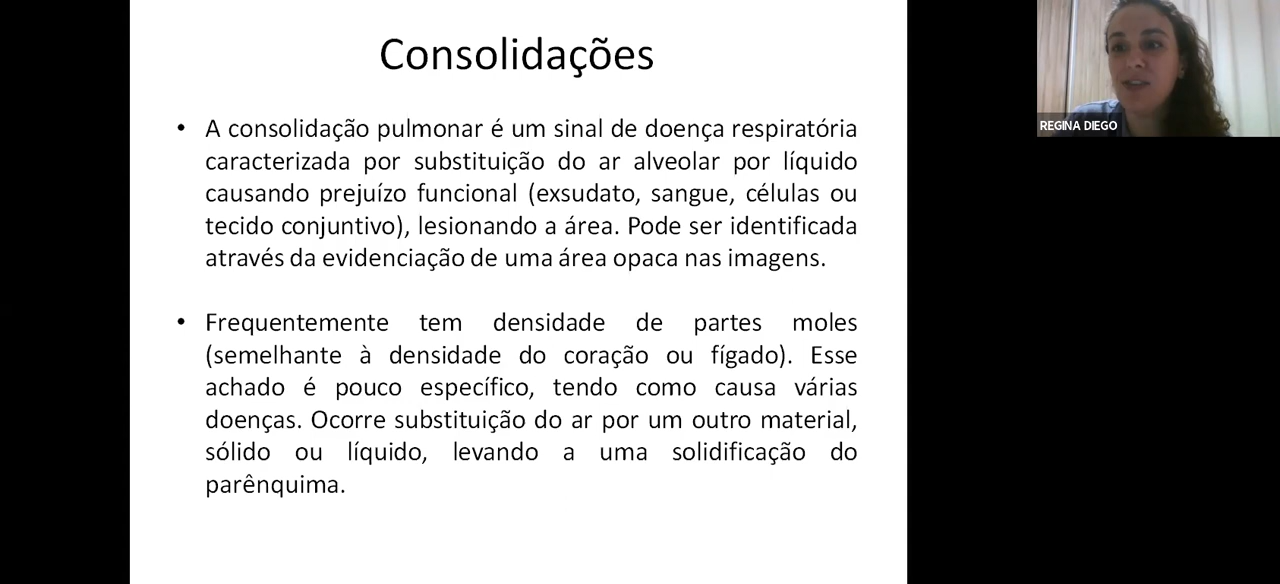 Consolidações
• A consolidação pulmonar é um sinal de doença respiratória
caracterizada por substituição do ar alveolar por líquido
causando prejuízo funcional (exsudato, sangue, células ou
tecido conjuntivo), lesionando a área. Pode ser identificada
através da evidenciação de uma área opaca nas imagens.
• Frequentemente tem densidade de partes moles
(semelhante à densidade do coração ou fígado). Esse
achado é pouco específico, tendo como causa várias
doenças. Ocorre substituição do ar por um outro material,
sólido ou líquido, levando a uma solidificação do
parênquima.
REGINA DIEGO